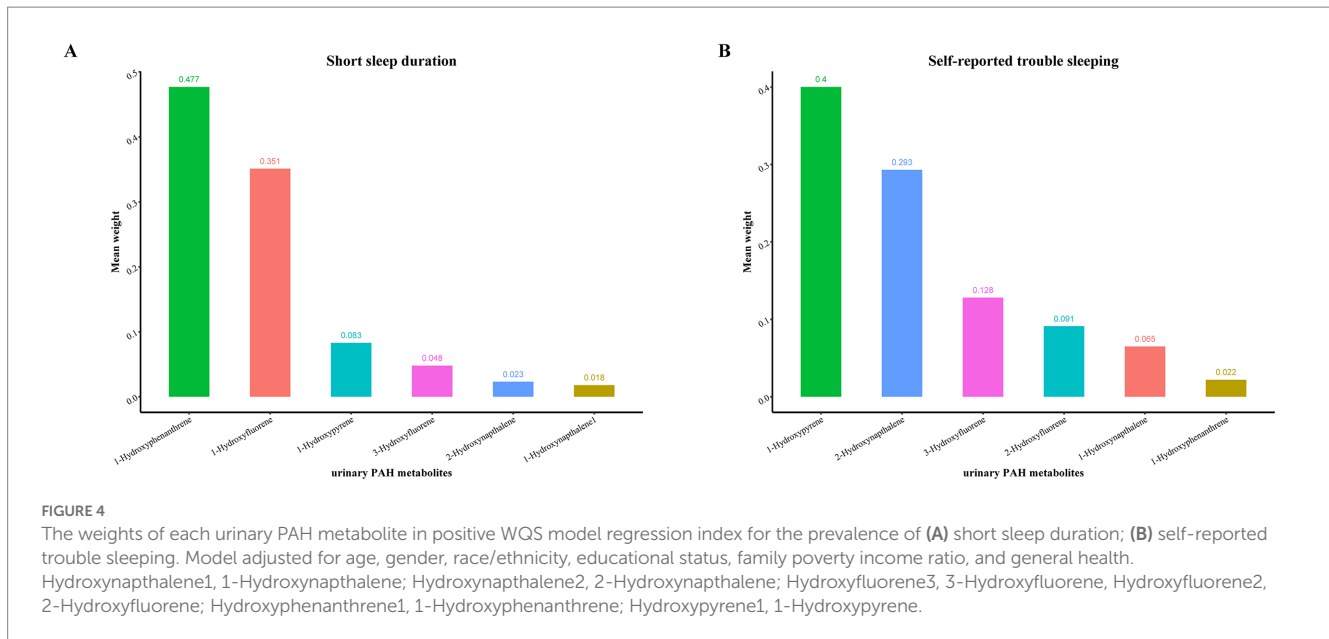 A
Short sleep duration
0.5
0.4
0.3
0.2
0.1
0.0
Mean weight
0.477
0.351
0.083
0.048
0.023
0.018
1-Hydroxyphenanthrene
1-Hydroxyfluorene
1-Hydroxypyrene
3-Hydroxyfluorene
2-Hydroxynapthalene
1-Hydroxynapthalene1
urinary PAH metabolites
B
Self-reported trouble sleeping
0.4
0.3
0.2
0.1
0.0
Mean weight
0.4
0.293
0.128
0.091
0.065
0.022
1-Hydroxypyrene
2-Hydroxynapthalene
3-Hydroxyfluorene
2-Hydroxyfluorene
1-Hydroxynapthalene
1-Hydroxyphenanthrene
urinary PAH metabolites
FIGURE 4
The weights of each urinary PAH metabolite in positive WQS model regression index for the prevalence of (A) short sleep duration; (B) self-reported
trouble sleeping. Model adjusted for age, gender, race/ethnicity, educational status, family poverty income ratio, and general health.
Hydroxynapthalene1, 1-Hydroxynapthalene; Hydroxynapthalene2, 2-Hydroxynapthalene; Hydroxyfluorene3, 3-Hydroxyfluorene, Hydroxyfluorene2,
2-Hydroxyfluorene; Hydroxyphenanthrene1, 1-Hydroxyphenanthrene; Hydroxypyrene1, 1-Hydroxypyrene.